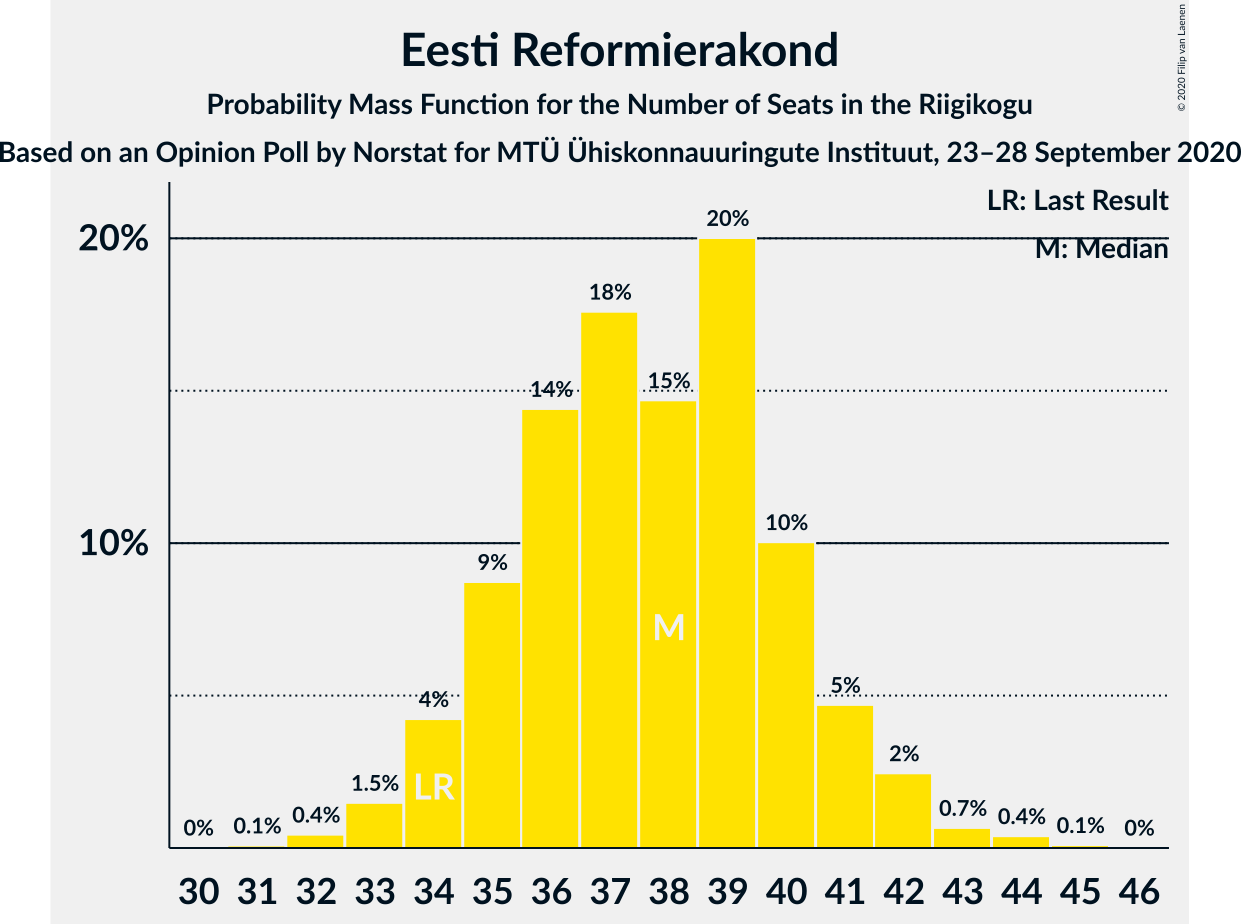 Eesti Reformierakond
Probability Mass Function for the Number of Seats in the Riigikogu
Based on an Opinion Poll by Norstat for MTÜ Ühiskonnauuringute Instituut, 23–28 September 2020
© 2020 Filip van Laenen
LR: Last Result
M: Median
20%
10%
0% 0.1% 0.4% 1.5% 4% 9% 14% 18% 15% 20% 10% 5% 2% 0.7% 0.4% 0.1% 0%
LR M
30 31 32 33 34 35 36 37 38 39 40 41 42 43 44 45 46